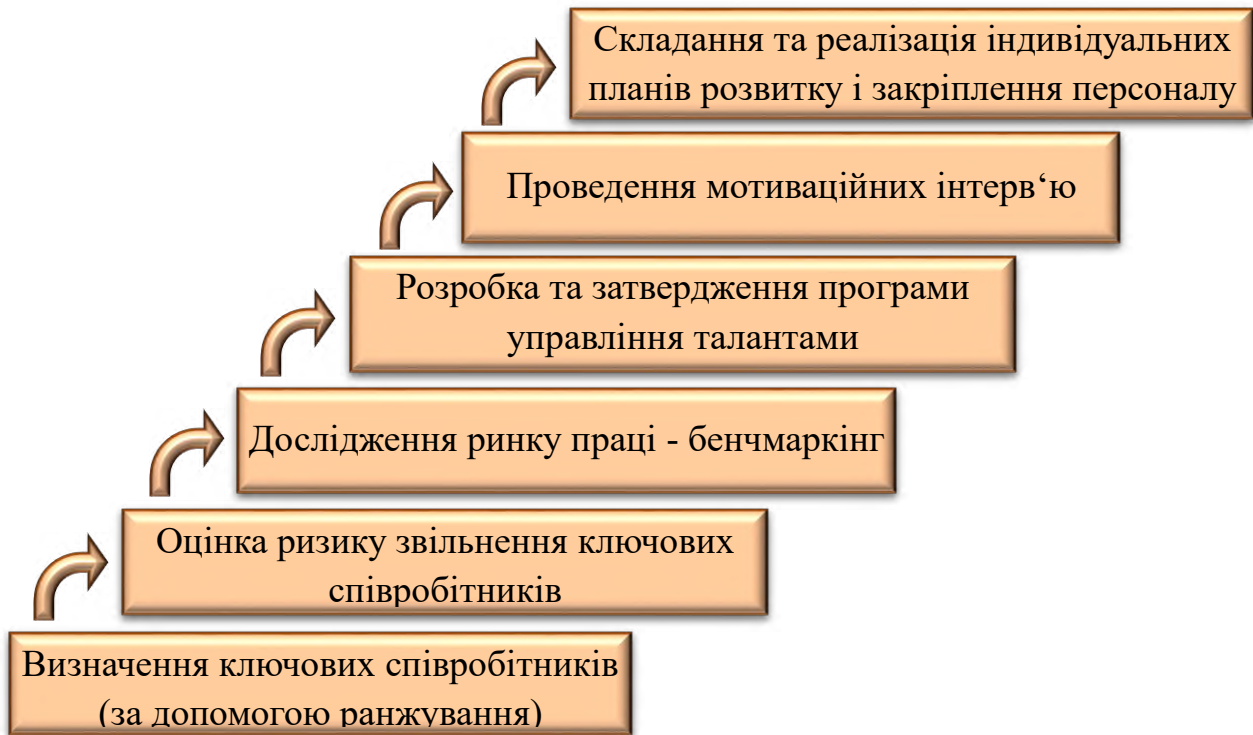 Складання та реалізація індивідуальних
планів розвитку і закріплення персоналу
Проведення мотиваційних інтерв‘ю
Розробка та затвердження програми
управління талантами
Дослідження ринку праці - бенчмаркінг
Оцінка ризику звільнення ключових
співробітників
Визначення ключових співробітників
(за допомогою ранжування)